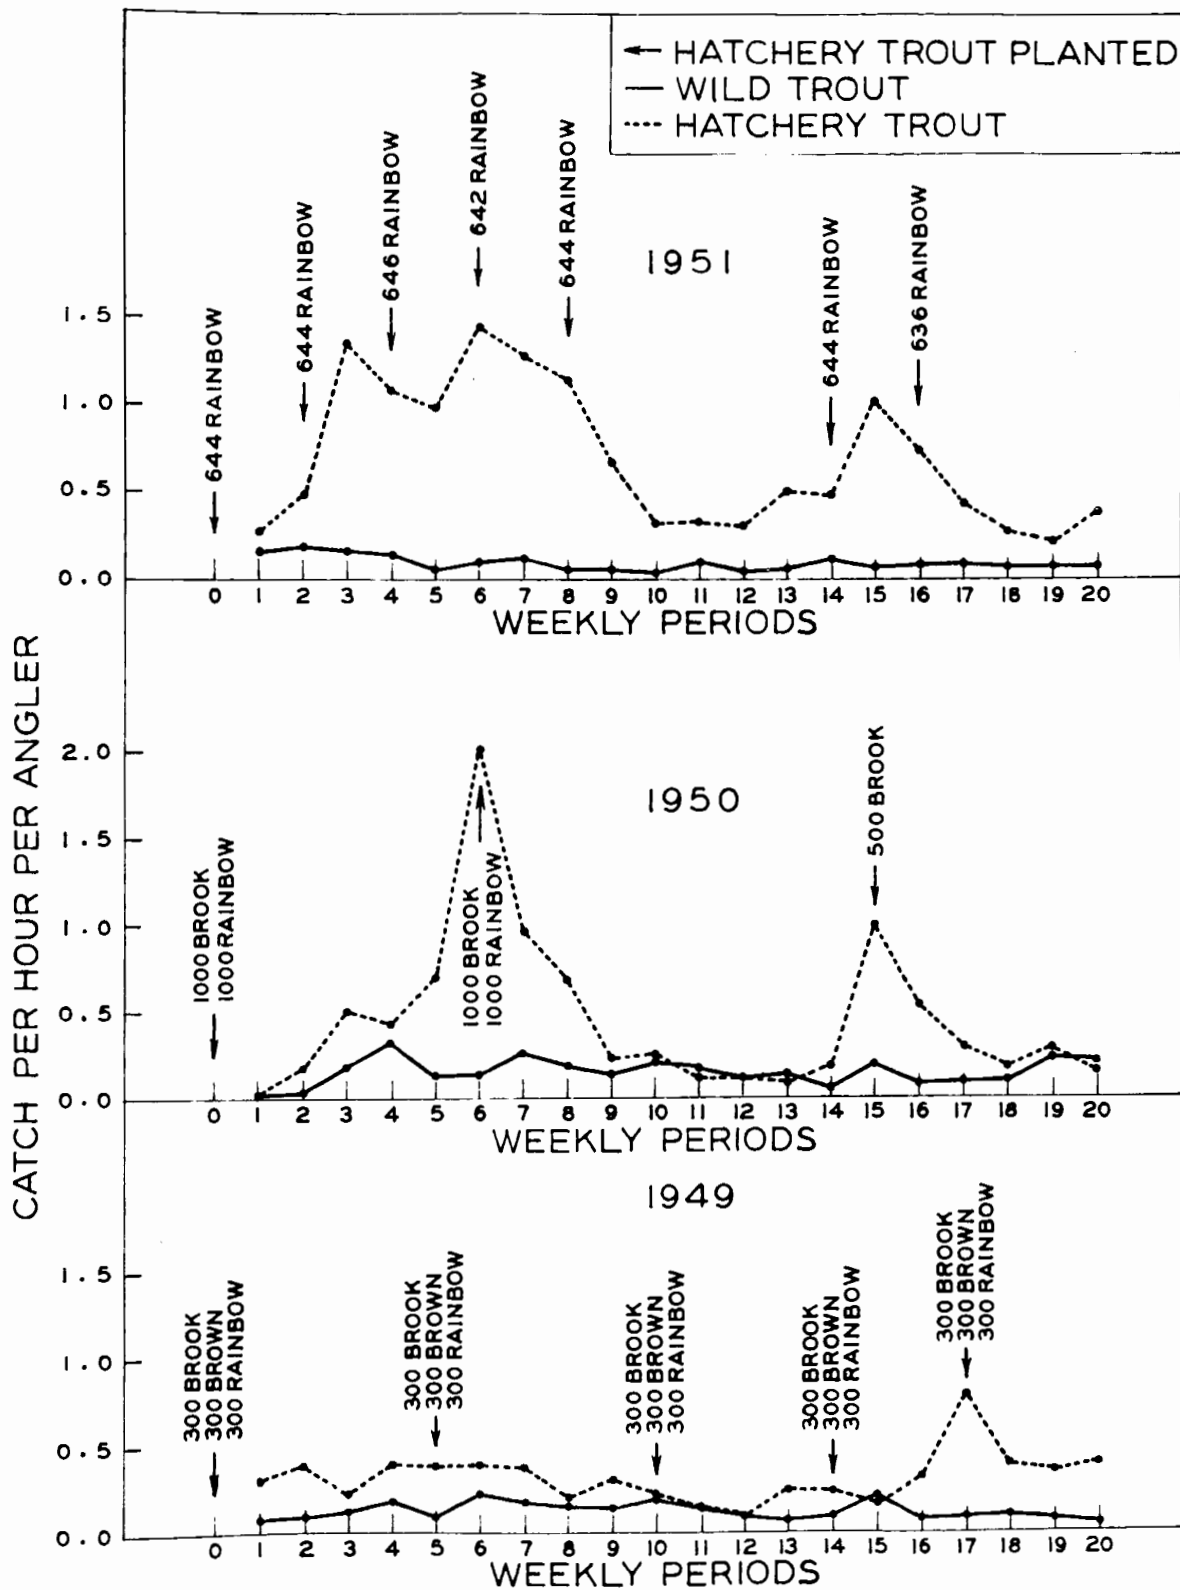 HATCHERY TROUT PLANTED
WILD TROUT
HATCHERY TROUT
1951
644 RAINBOW
644 RAINBOW
646 RAINBOW
642 RAINBOW
644 RAINBOW
644 RAINBOW
636 RAINBOW
1.5
1.0
0.5
0.0
0 1 2 3 4 5 6 7 8 9 10 11 12 13 14 15 16 17 18 19 20
WEEKLY PERIODS
CATCH PER HOUR PER ANGLER
1950
1000 BROOK
1000 RAINBOW
1000 BROOK
1000 RAINBOW
500 BROOK
2.0
1.5
1.0
0.5
0.0
0 1 2 3 4 5 6 7 8 9 10 11 12 13 14 15 16 17 18 19 20
WEEKLY PERIODS
1949
300 BROOK
300 BROWN
300 RAINBOW
300 BROOK
300 BROWN
300 RAINBOW
300 BROOK
300 BROWN
300 RAINBOW
300 BROOK
300 BROWN
300 RAINBOW
300 BROOK
300 BROWN
300 RAINBOW
1.5
1.0
0.5
0.0
0 1 2 3 4 5 6 7 8 9 10 11 12 13 14 15 16 17 18 19 20
WEEKLY PERIODS